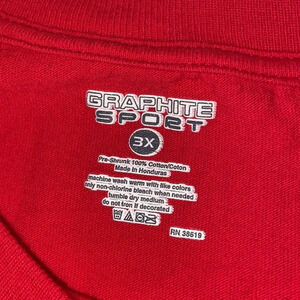 GRAPHITE
SPORT
3X
Pre-Shrunk 100% Cotton/Coton
Made in Honduras
machine wash warm with like colors
only non-chlorine bleach when needed
tumble dry medium
do not iron if decorated
RN 38619